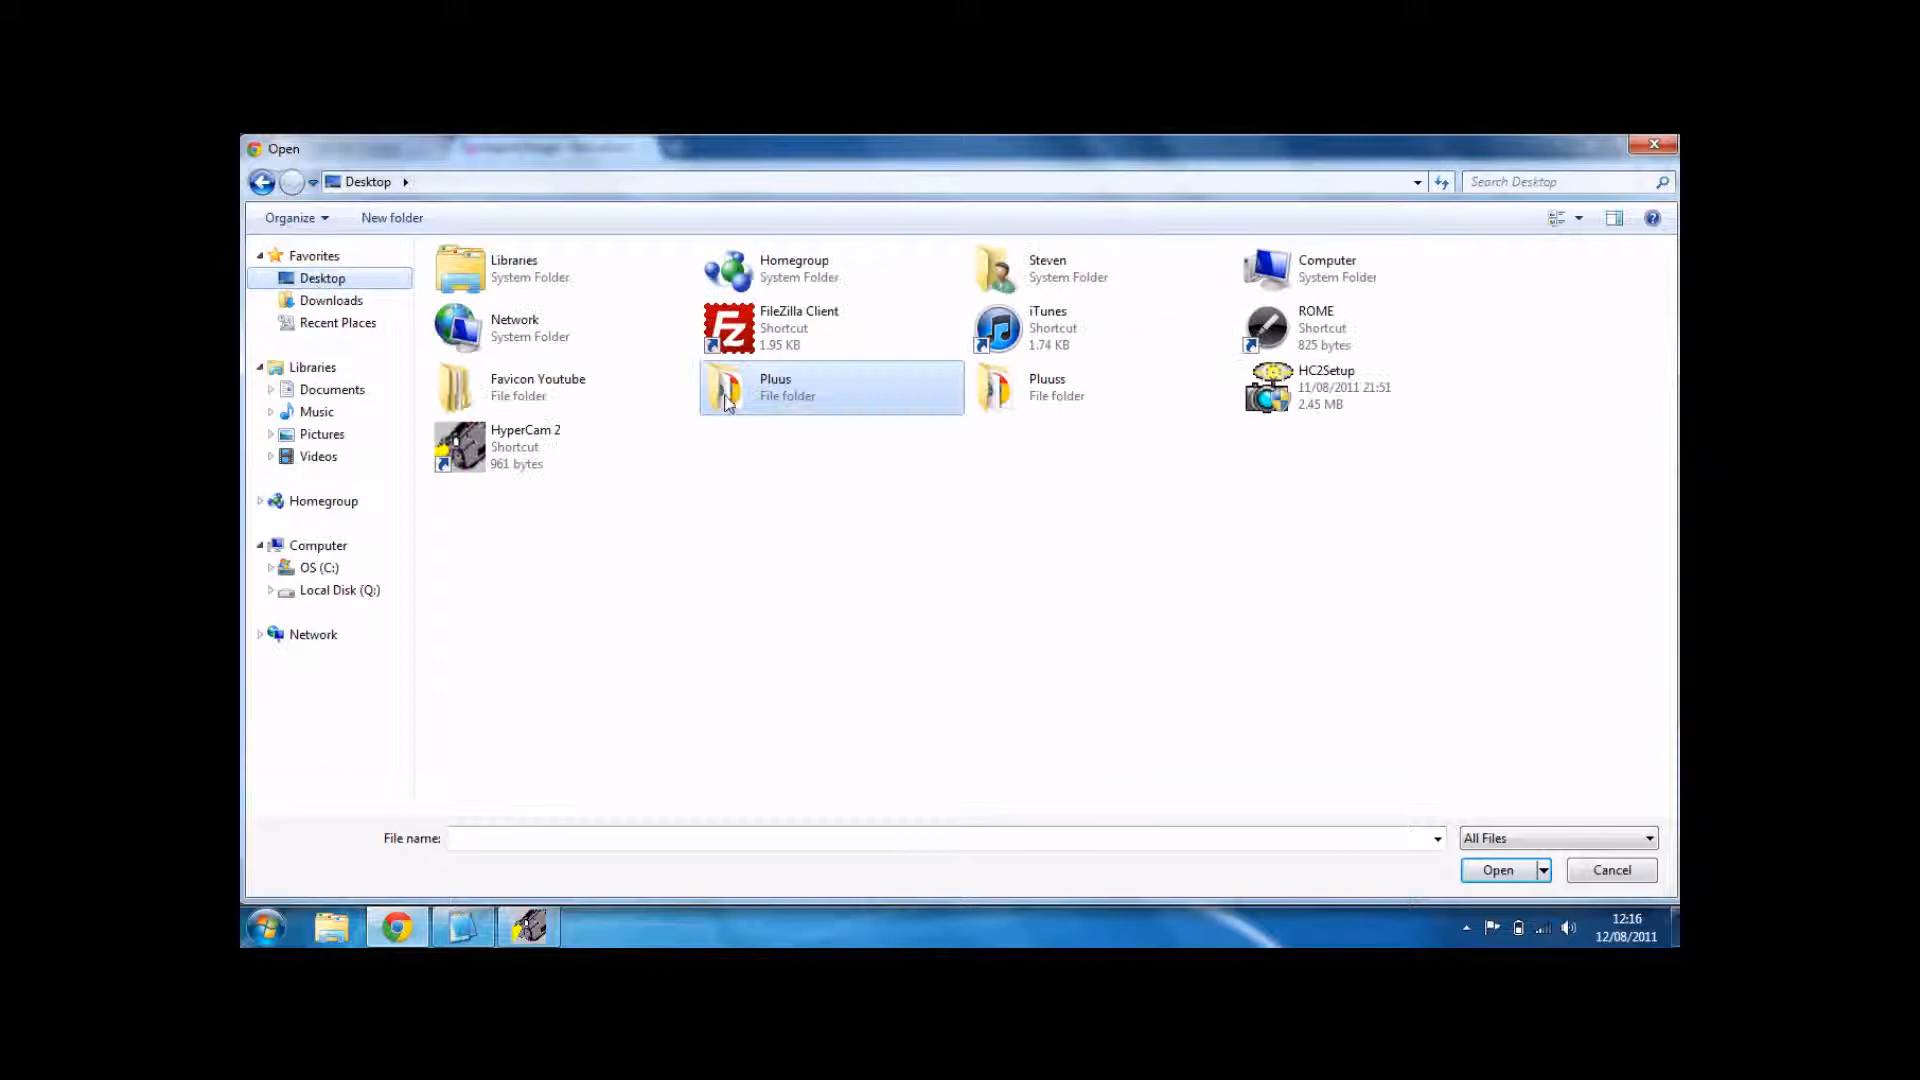 Open
Desktop
Search Desktop
Organize
New folder
Favorites
Desktop
Downloads
Recent Places
Libraries
Documents
Music
Pictures
Videos
Homegroup
Computer
OS (C:)
Local Disk (Q:)
Network
Libraries
System Folder
Homegroup
System Folder
Steven
System Folder
Computer
System Folder
Network
System Folder
FileZilla Client
Shortcut
1.95 KB
iTunes
Shortcut
1.74 KB
ROME
Shortcut
825 bytes
Favicon Youtube
File folder
Pluus
File folder
Pluuss
File folder
HC2Setup
11/08/2011 21:51
2.45 MB
HyperCam 2
Shortcut
961 bytes
File name:
All Files
Open
Cancel
12:16
12/08/2011